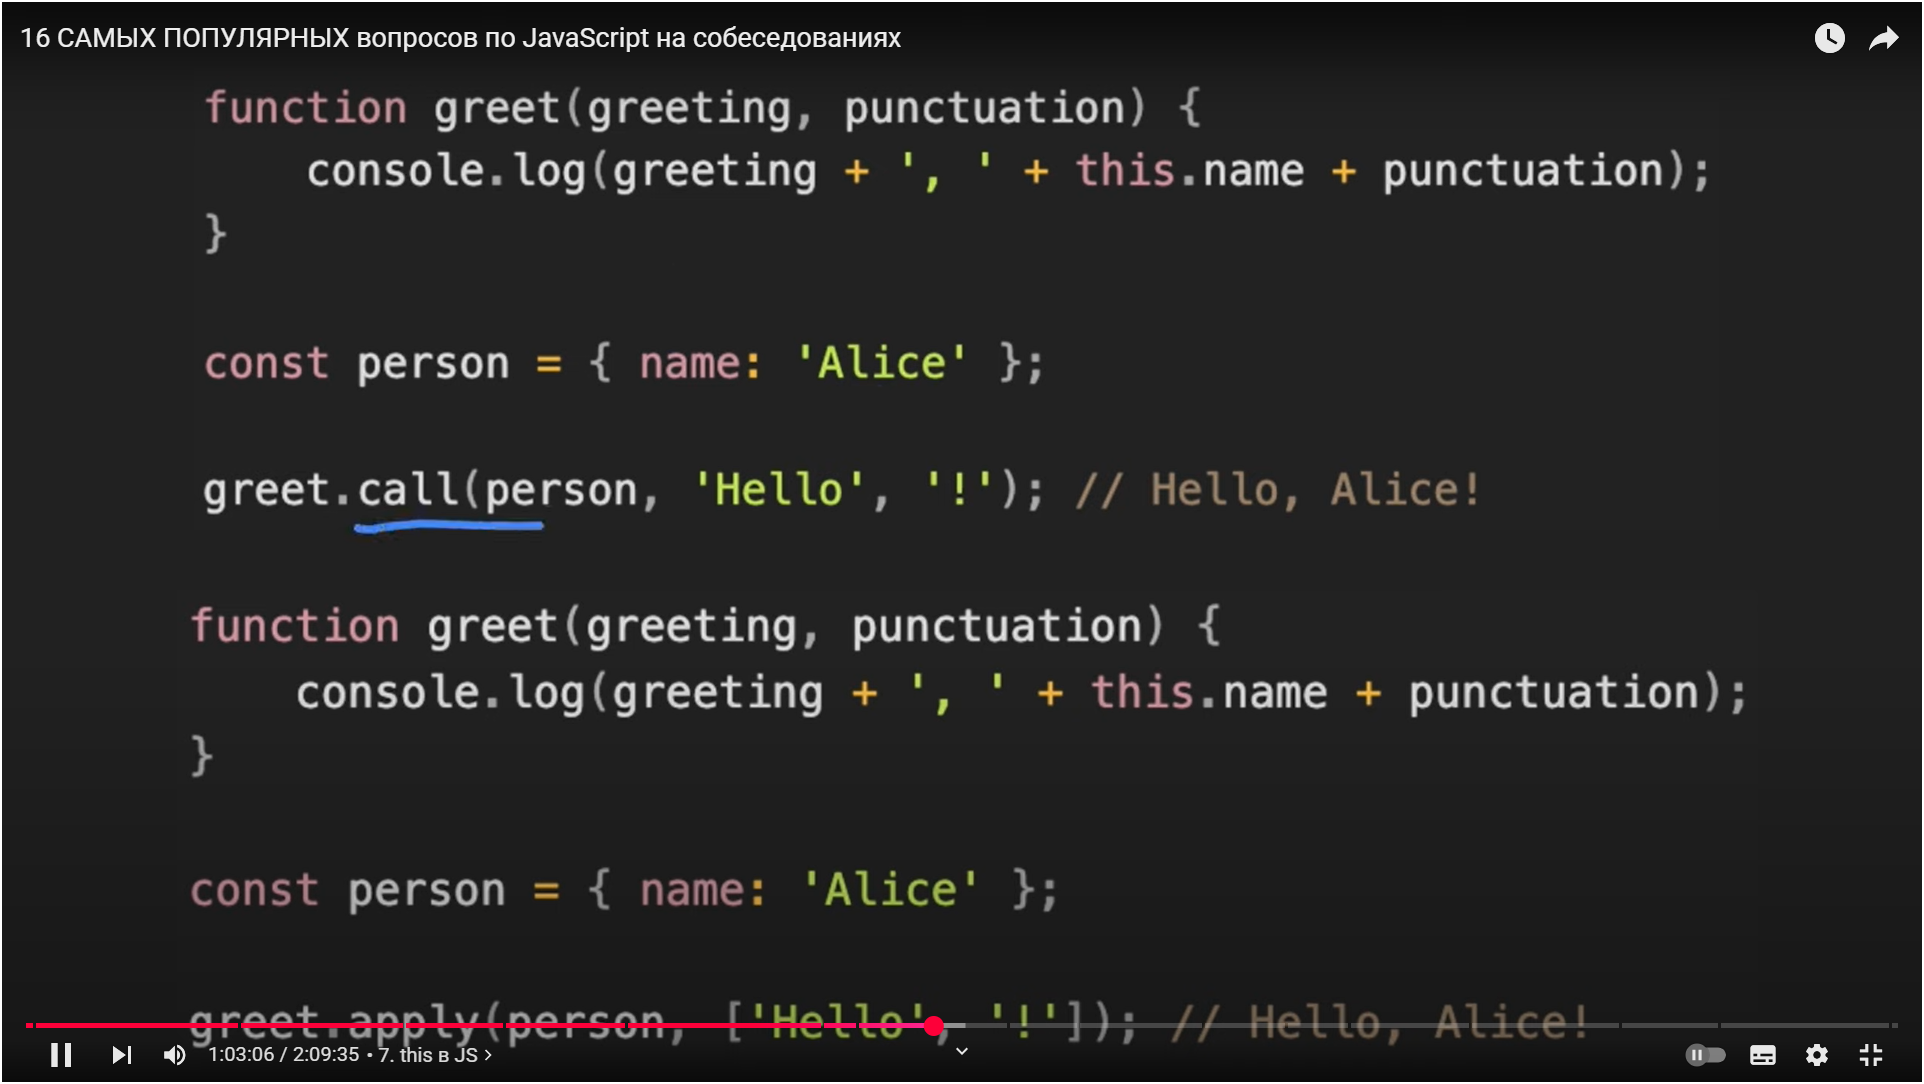 16 САМЫХ ПОПУЛЯРНЫХ вопросов по JavaScript на собеседованиях
function greet(greeting, punctuation) {
    console.log(greeting + ', ' + this.name + punctuation);
}
const person = { name: 'Alice' };
greet.call(person, 'Hello', '!'); // Hello, Alice!
function greet(greeting, punctuation) {
    console.log(greeting + ', ' + this.name + punctuation);
}
const person = { name: 'Alice' };
greet.apply(person, ['Hello', '!']); // Hello, Alice!
1:03:06 / 2:09:35 • 7. this в JS ›